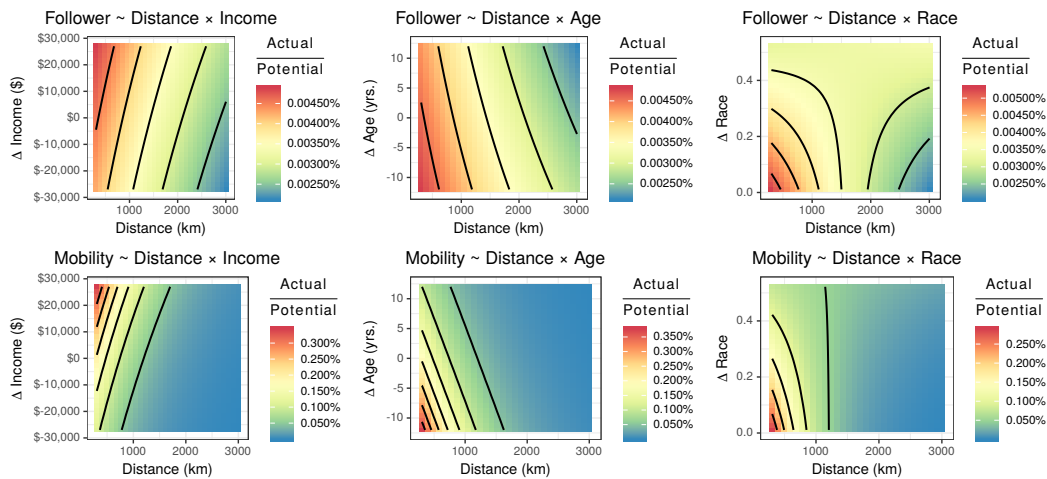 Follower ~ Distance × Income
$30,000
$20,000
$10,000
$0
$-10,000
$-20,000
$-30,000
Δ Income ($)
1000
2000
3000
Distance (km)
Actual
Potential
0.00450%
0.00400%
0.00350%
0.00300%
0.00250%
Follower ~ Distance × Age
10
5
0
-5
-10
Δ Age (yrs.)
1000
2000
3000
Distance (km)
Actual
Potential
0.00450%
0.00400%
0.00350%
0.00300%
0.00250%
Follower ~ Distance × Race
0.4
0.2
0.0
Δ Race
1000
2000
3000
Distance (km)
Actual
Potential
0.00500%
0.00450%
0.00400%
0.00350%
0.00300%
0.00250%
Mobility ~ Distance × Income
$30,000
$20,000
$10,000
$0
$-10,000
$-20,000
$-30,000
Δ Income ($)
1000
2000
3000
Distance (km)
Actual
Potential
0.300%
0.250%
0.200%
0.150%
0.100%
0.050%
Mobility ~ Distance × Age
10
5
0
-5
-10
Δ Age (yrs.)
1000
2000
3000
Distance (km)
Actual
Potential
0.350%
0.300%
0.250%
0.200%
0.150%
0.100%
0.050%
Mobility ~ Distance × Race
0.4
0.2
0.0
Δ Race
1000
2000
3000
Distance (km)
Actual
Potential
0.250%
0.200%
0.150%
0.100%
0.050%